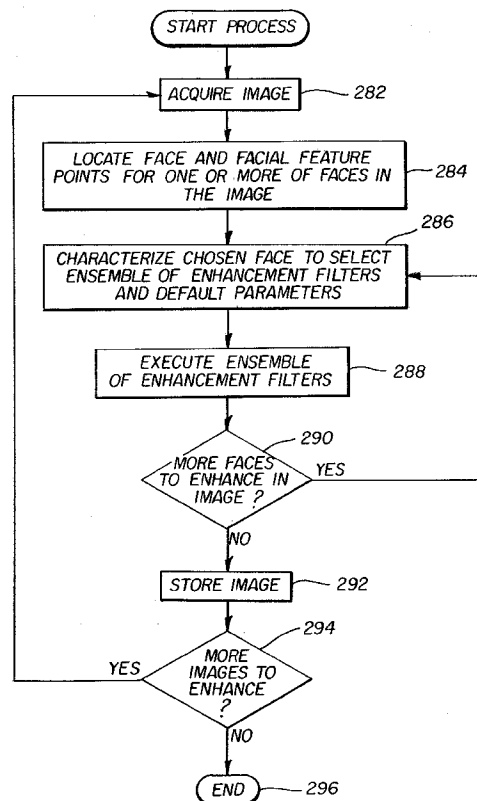 START PROCESS
ACQUIRE IMAGE
282
LOCATE FACE AND FACIAL FEATURE
POINTS FOR ONE OR MORE OF FACES IN
THE IMAGE
284
286
CHARACTERIZE CHOSEN FACE TO SELECT
ENSEMBLE OF ENHANCEMENT FILTERS
AND DEFAULT PARAMETERS
EXECUTE ENSEMBLE
OF ENHANCEMENT FILTERS
288
290
MORE FACES
TO ENHANCE IN
IMAGE ?
YES
NO
STORE IMAGE
292
294
YES
MORE
IMAGES TO
ENHANCE
?
NO
END
296